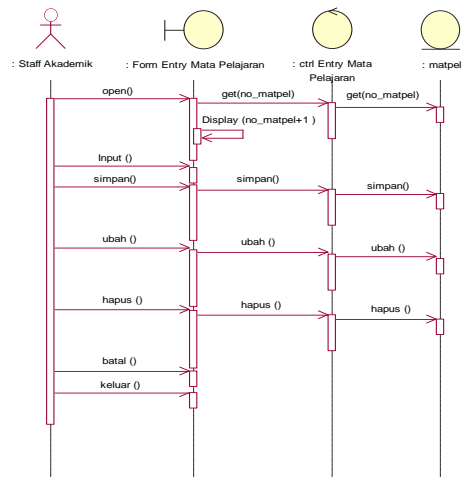 : Staff Akademik
: Form Entry Mata Pelajaran
: ctrl Entry Mata
Pelajaran
: matpel
open()
get(no_matpel)
get(no_matpel)
Display (no_matpel+1 )
Input ()
simpan()
simpan()
simpan()
ubah ()
ubah ()
ubah ()
hapus ()
hapus ()
hapus ()
batal ()
keluar ()